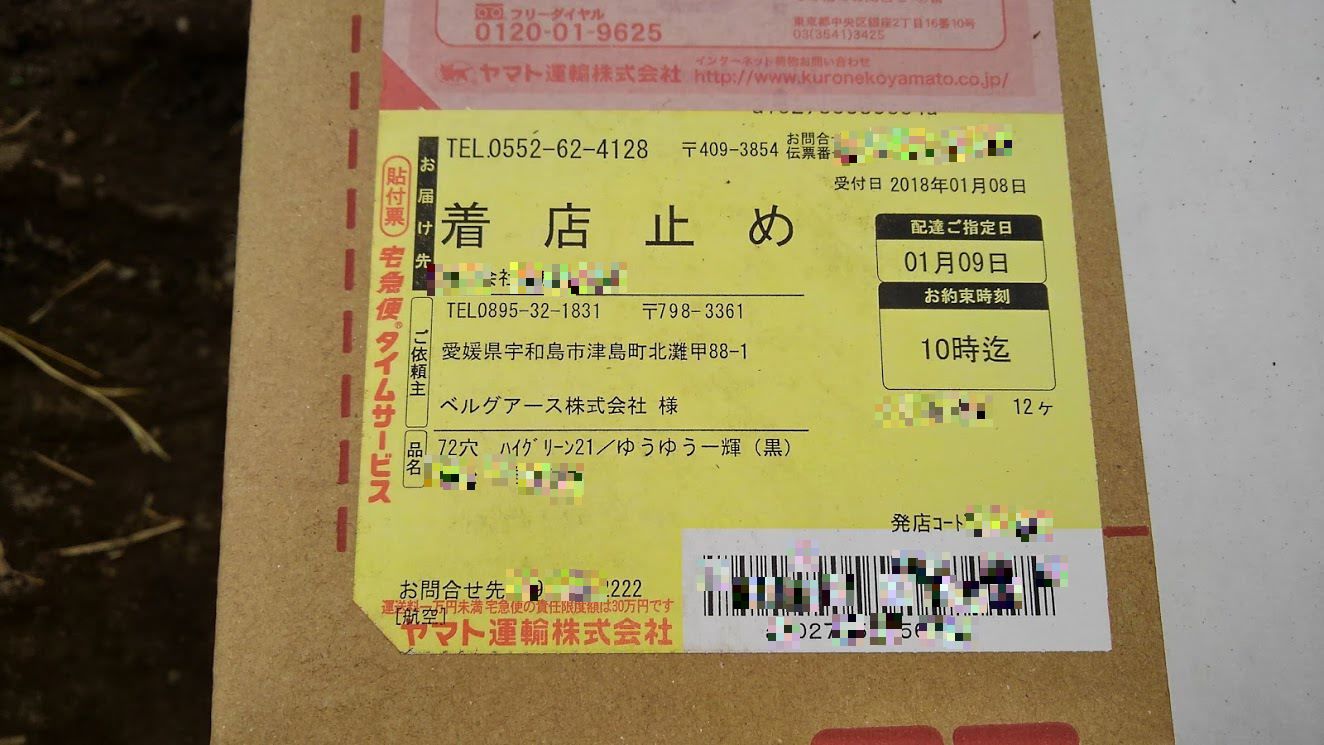 フリーダイヤル
0120-01-9625
東京都中央区銀座2丁目16番10号
03(3541)3425
ヤマト運輸株式会社
インターネット荷物お問い合わせ
http://www.kuronekoyamato.co.jp/
貼付票
宅急便®タイムサービス
お届け先
TEL.0552-62-4128 〒409-3854
お問合
伝票番
受付日 2018年01月08日
着店止め
会社
配達ご指定日
01月09日
お約束時刻
10時迄
ご依頼主
TEL0895-32-1831 〒798-3361
愛媛県宇和島市津島町北灘甲88-1
ベルグアース株式会社 様
12ヶ
品名
72穴 ハイグリーン21/ゆうゆう一輝(黒)
発店コード
お問合せ先 2222
運送料一万円未満 宅急便の責任限度額は30万円です
[航空]
ヤマト運輸株式会社